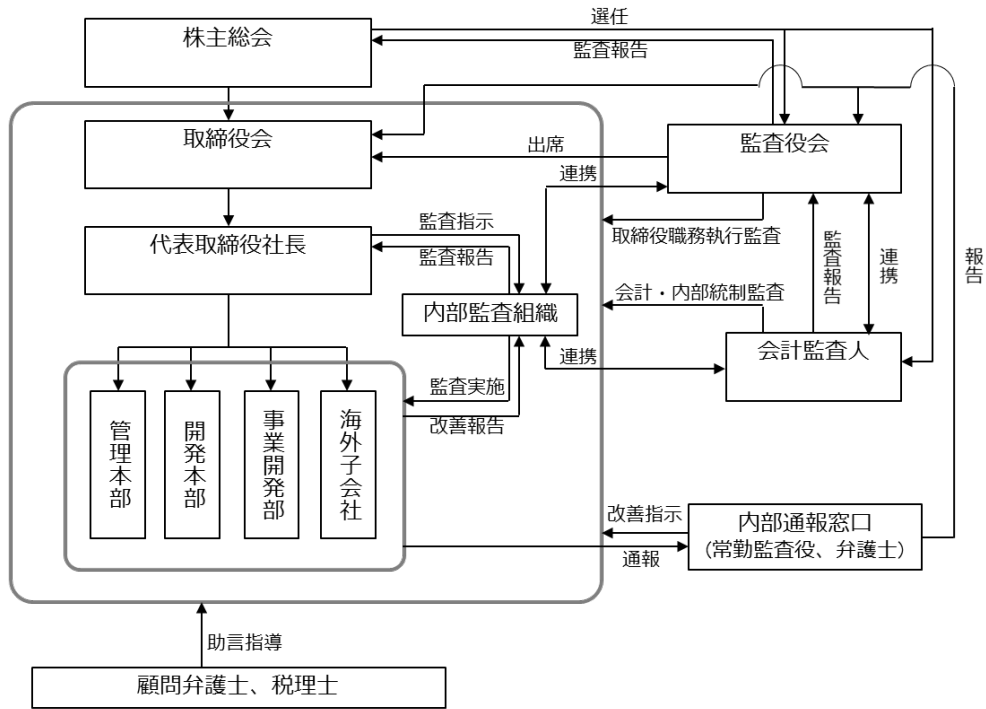 選任
株主総会
監査報告
取締役会
監査役会
出席
連携
監査指示
代表取締役社長
監査報告
取締役職務執行監査
監査報告
連携
報告
会計・内部統制監査
内部監査組織
会計監査人
連携
監査実施
改善報告
管理本部
開発本部
事業開発部
海外子会社
改善指示
内部通報窓口
（常勤監査役、弁護士）
通報
助言指導
顧問弁護士、税理士